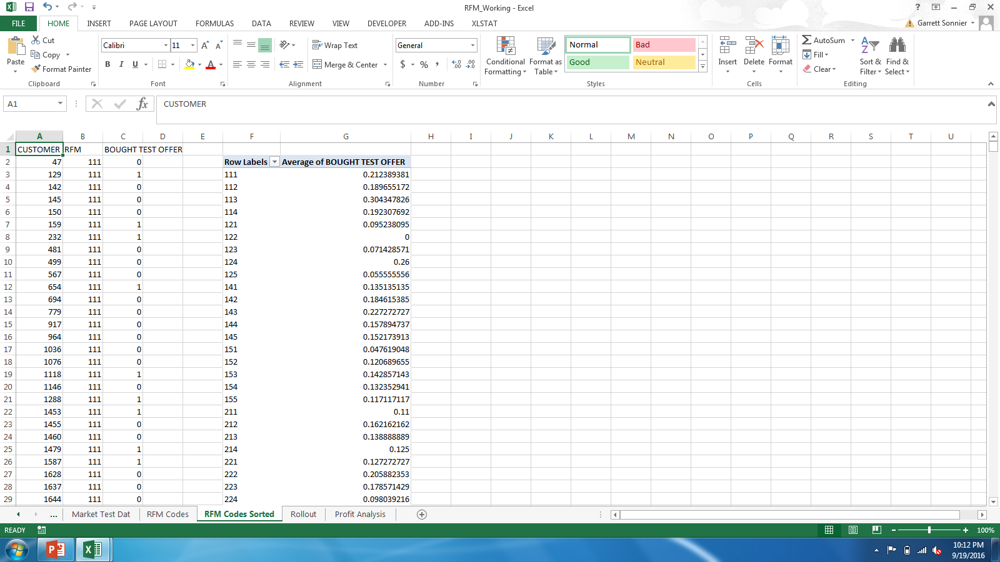 RFM_Working - Excel
FILE HOME INSERT PAGE LAYOUT FORMULAS DATA REVIEW VIEW DEVELOPER ADD-INS XLSTAT Garrett Sonnier
Paste Cut Copy Format Painter
Calibri 11
B I U A
Wrap Text
Merge & Center
General
$ % ,
Conditional Formatting
Format as Table
Normal Bad
Good Neutral
Insert Delete Format
AutoSum
Fill
Clear
Sort & Filter
Find & Select
Clipboard Font Alignment Number Styles Cells Editing
A1 fx CUSTOMER
A B C D E F G H I J K L M N O P Q R S T U
1 CUSTOMER RFM BOUGHT TEST OFFER
2 47 111 0 Row Labels Average of BOUGHT TEST OFFER
3 129 111 1 111 0.212389381
4 142 111 0 112 0.189655172
5 145 111 0 113 0.304347826
6 150 111 0 114 0.192307692
7 159 111 1 121 0.095238095
8 232 111 1 122 0
9 481 111 0 123 0.071428571
10 499 111 0 124 0.26
11 567 111 0 125 0.055555556
12 654 111 1 141 0.135135135
13 694 111 0 142 0.184615385
14 779 111 0 143 0.227272727
15 917 111 0 144 0.157894737
16 964 111 0 145 0.152173913
17 1036 111 0 151 0.047619048
18 1076 111 0 152 0.120689655
19 1118 111 1 153 0.142857143
20 1146 111 0 154 0.132352941
21 1288 111 1 155 0.117117117
22 1453 111 1 211 0.11
23 1455 111 0 212 0.162162162
24 1460 111 0 213 0.138888889
25 1479 111 1 214 0.125
26 1587 111 1 221 0.127272727
27 1628 111 0 222 0.205882353
28 1637 111 0 223 0.178571429
29 1644 111 0 224 0.098039216
... Market Test Dat RFM Codes RFM Codes Sorted Rollout Profit Analysis
READY 100%
10:12 PM
9/19/2016